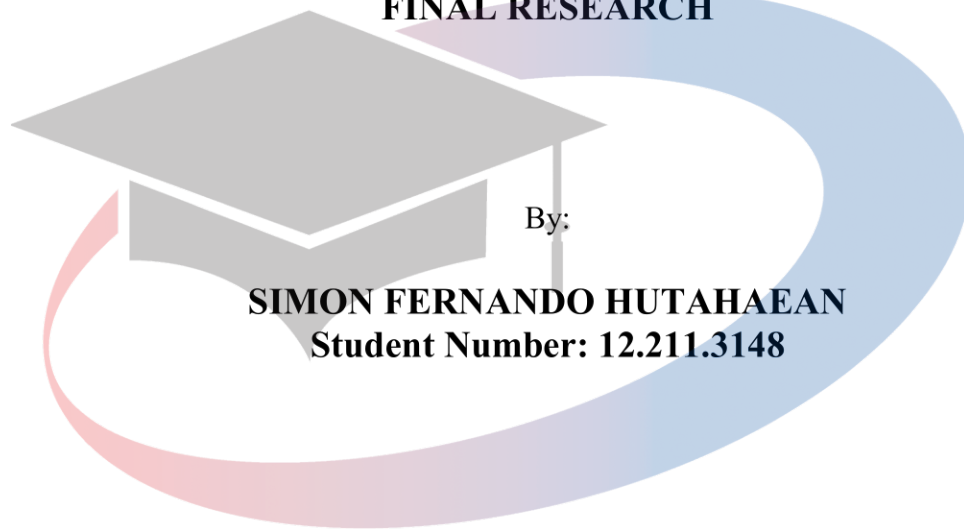 FINAL RESEARCH
By:
SIMON FERNANDO HUTAHAEAN
Student Number: 12.211.3148